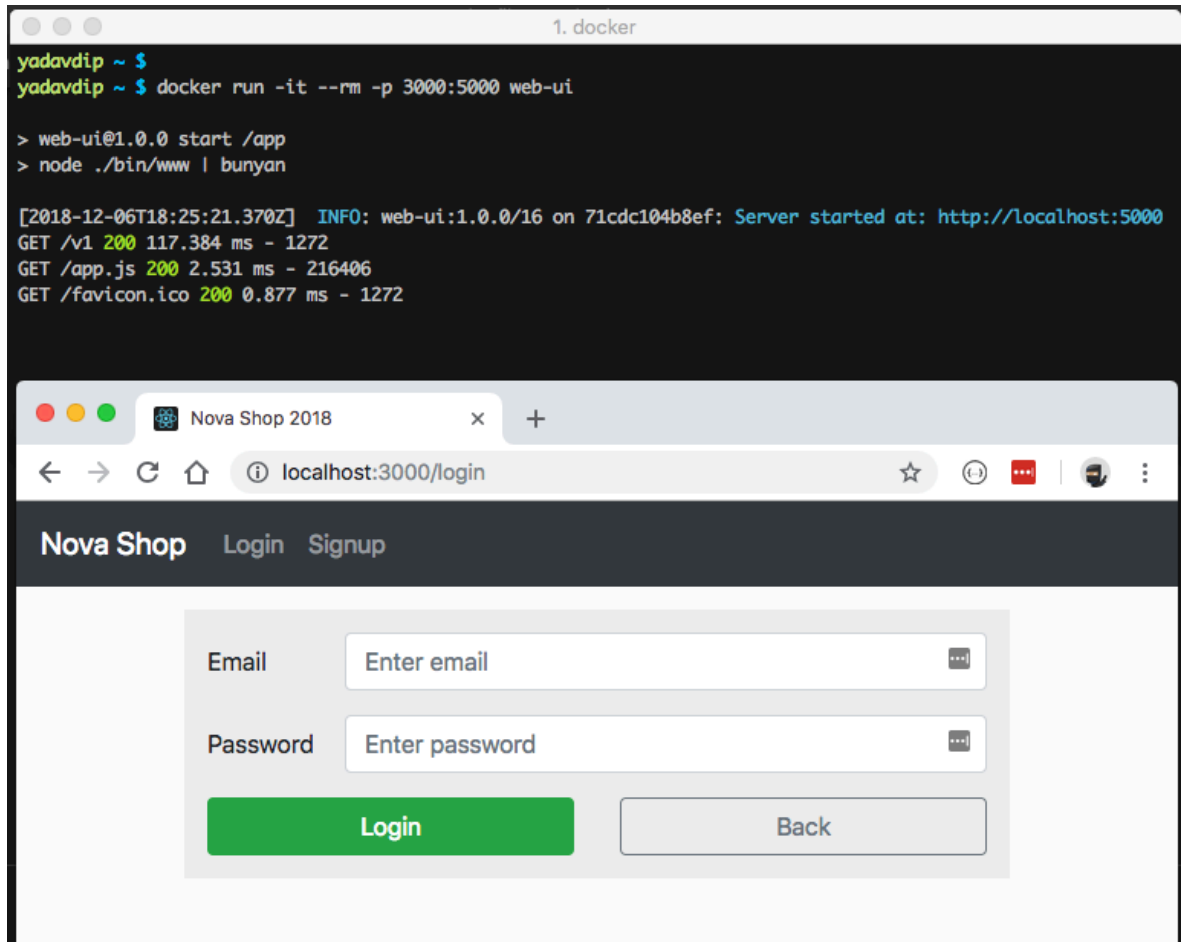 1. docker
yadavdip ~ $
yadavdip ~ $ docker run -it --rm -p 3000:5000 web-ui
> web-ui@1.0.0 start /app
> node ./bin/www | bunyan
[2018-12-06T18:25:21.370Z]  INFO: web-ui:1.0.0/16 on 71cdc104b8ef: Server started at: http://localhost:5000
GET /v1 200 117.384 ms - 1272
GET /app.js 200 2.531 ms - 216406
GET /favicon.ico 200 0.877 ms - 1272
Nova Shop 2018
localhost:3000/login
Nova Shop Login Signup
Email Enter email
Password Enter password
Login Back